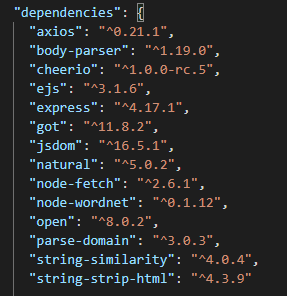 "dependencies": {
"axios": "^0.21.1",
"body-parser": "^1.19.0",
"cheerio": "^1.0.0-rc.5",
"ejs": "^3.1.6",
"express": "^4.17.1",
"got": "^11.8.2",
"jsdom": "^16.5.1",
"natural": "^5.0.2",
"node-fetch": "^2.6.1",
"node-wordnet": "^0.1.12",
"open": "^8.0.2",
"parse-domain": "^3.0.3",
"string-similarity": "^4.0.4",
"string-strip-html": "^4.3.9"